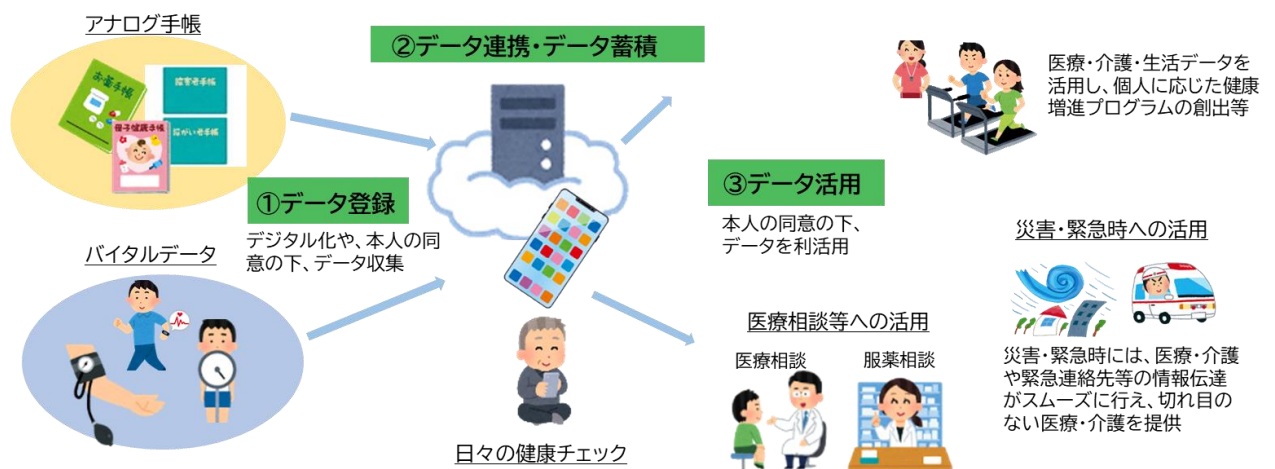 アナログ手帳
お薬手帳
母子健康手帳
障害者手帳
障がい者手帳
①データ登録
デジタル化や、本人の同
意の下、データ収集
バイタルデータ
②データ連携・データ蓄積
日々の健康チェック
③データ活用
本人の同意の下、
データを利活用
医療・介護・生活データを
活用し、個人に応じた健康
増進プログラムの創出等
医療相談等への活用
医療相談
服薬相談
災害・緊急時への活用
災害・緊急時には、医療・介護
や緊急連絡先等の情報伝達
がスムーズに行え、切れ目の
ない医療・介護を提供